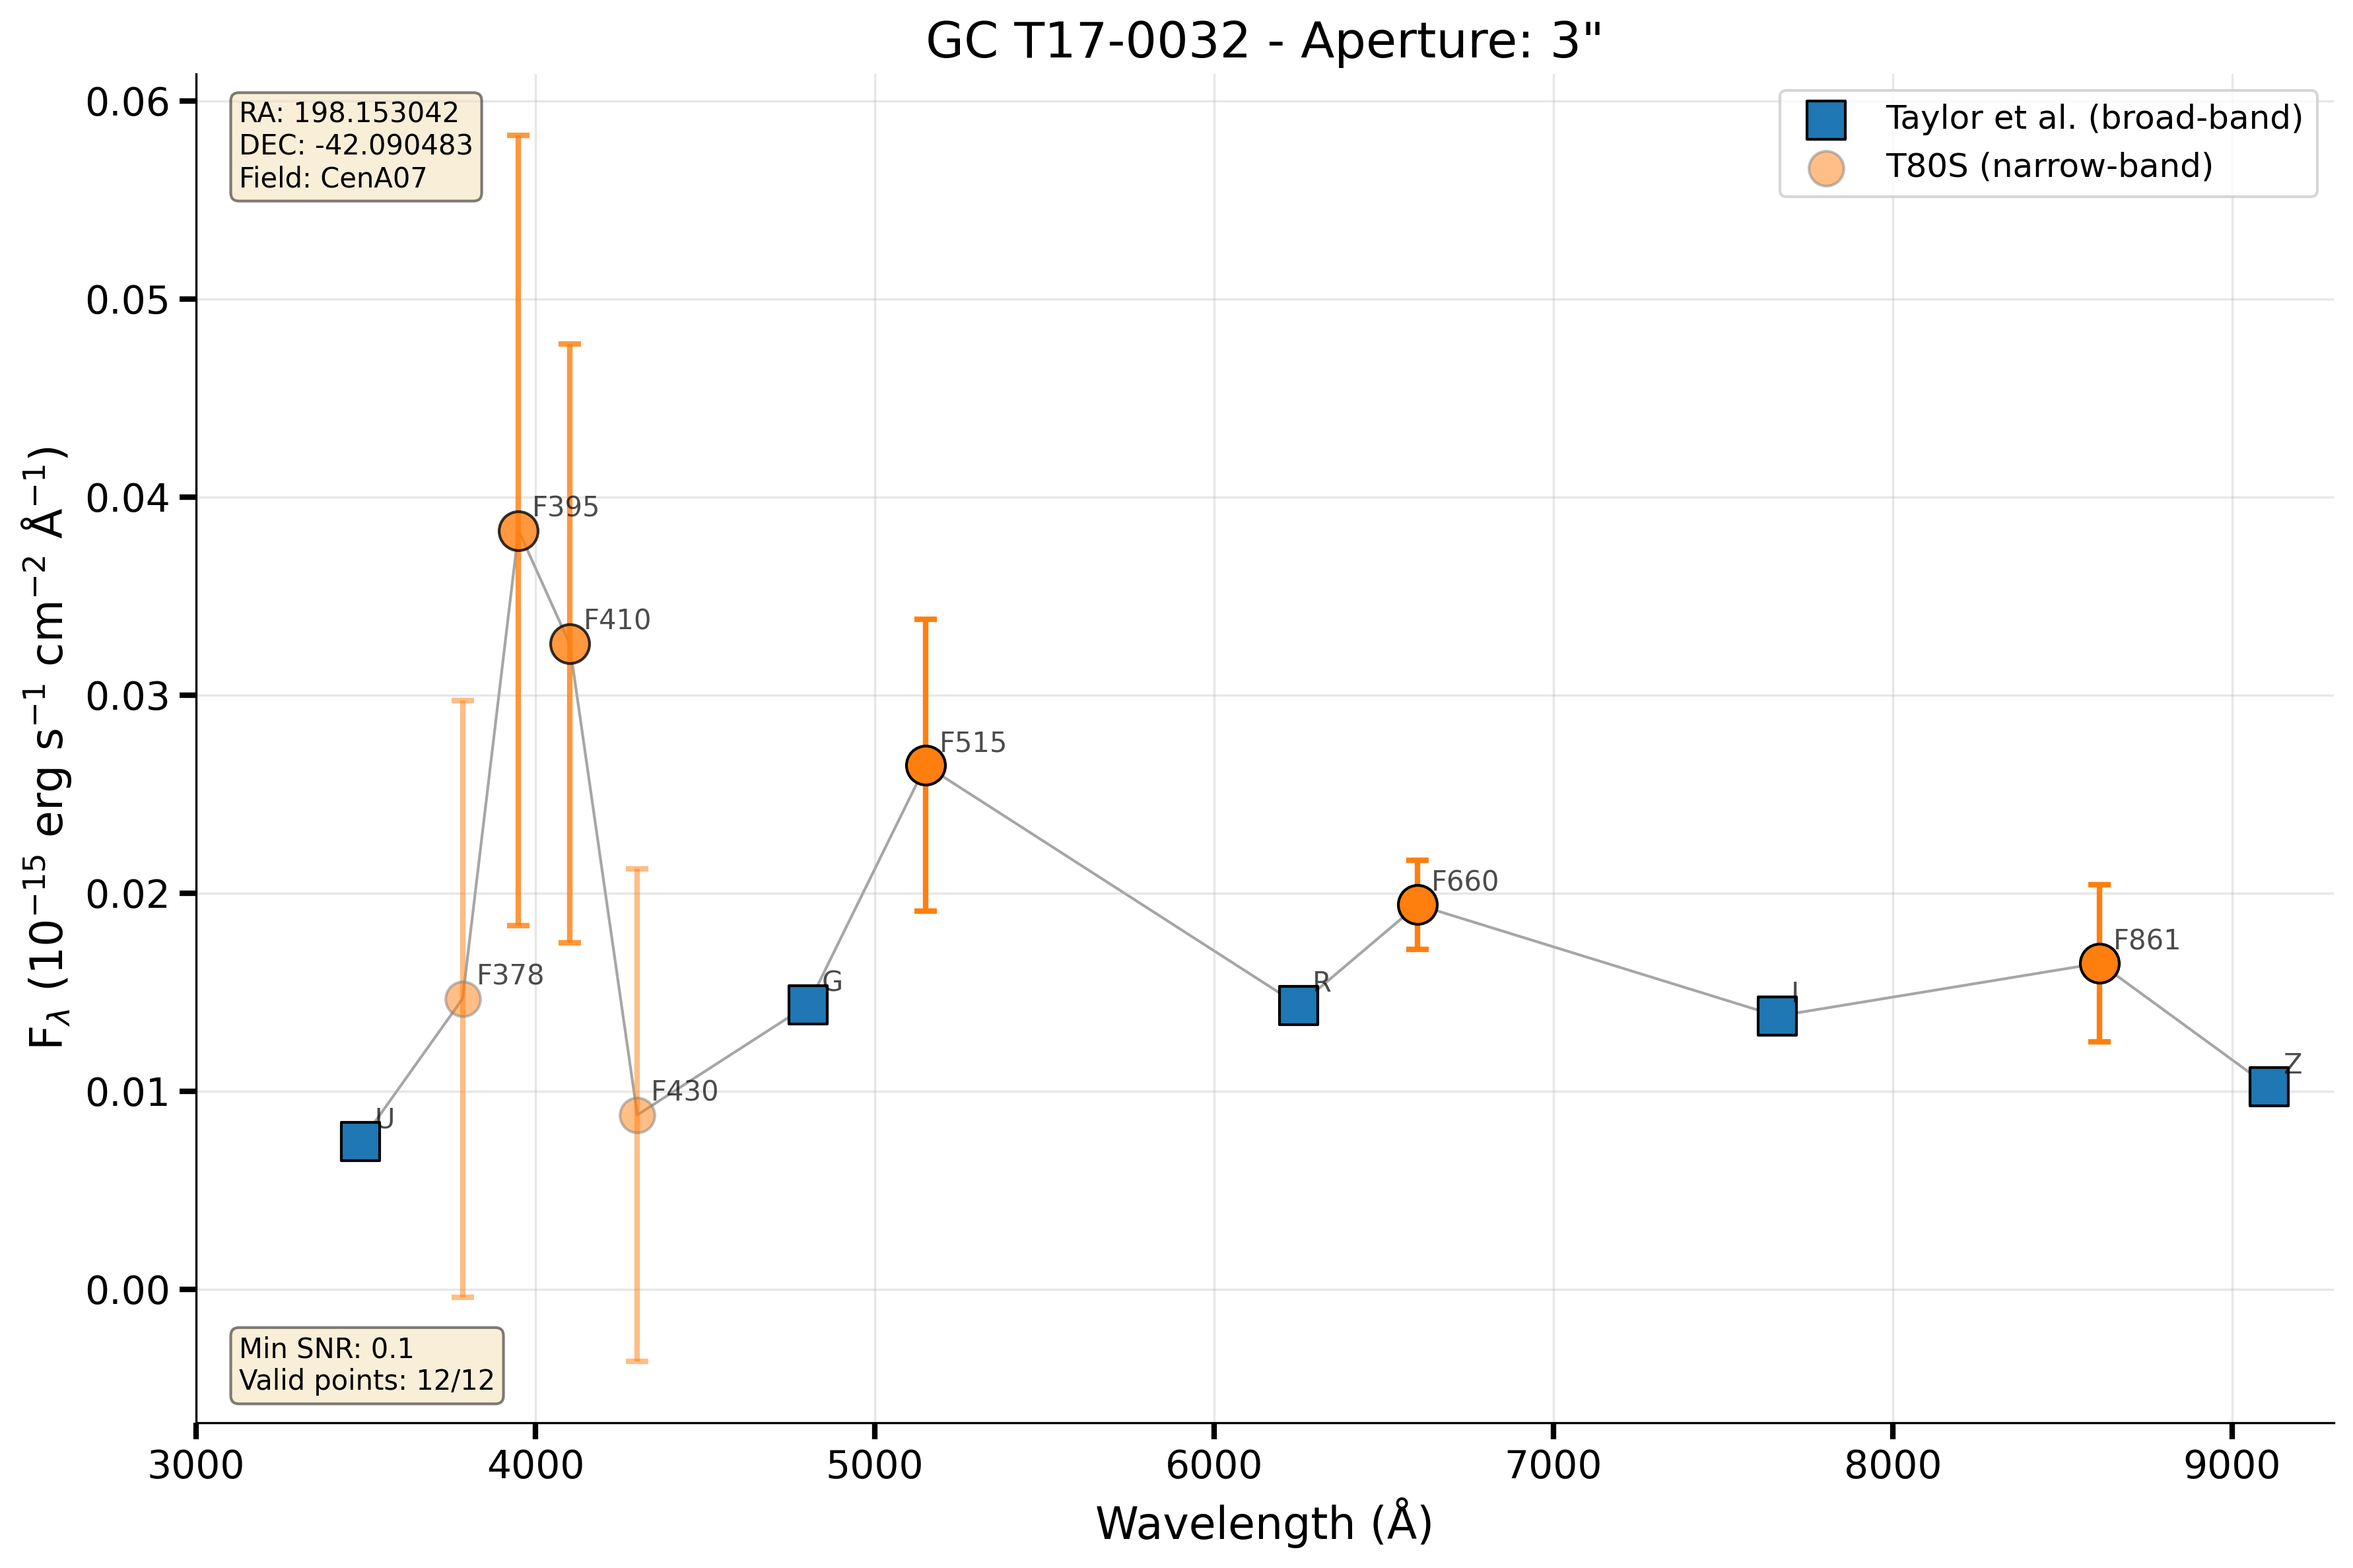 GC T17-0032 - Aperture: 3"
RA: 198.153042
DEC: -42.090483
Field: CenA07
Taylor et al. (broad-band)
T80S (narrow-band)
0.06
0.05
0.04
0.03
0.02
0.01
0.00
F_λ (10⁻¹⁵ erg s⁻¹ cm⁻² Å⁻¹)
U
F378
F395
F410
F430
G
F515
R
F660
I
F861
Z
Min SNR: 0.1
Valid points: 12/12
3000 4000 5000 6000 7000 8000 9000
Wavelength (Å)